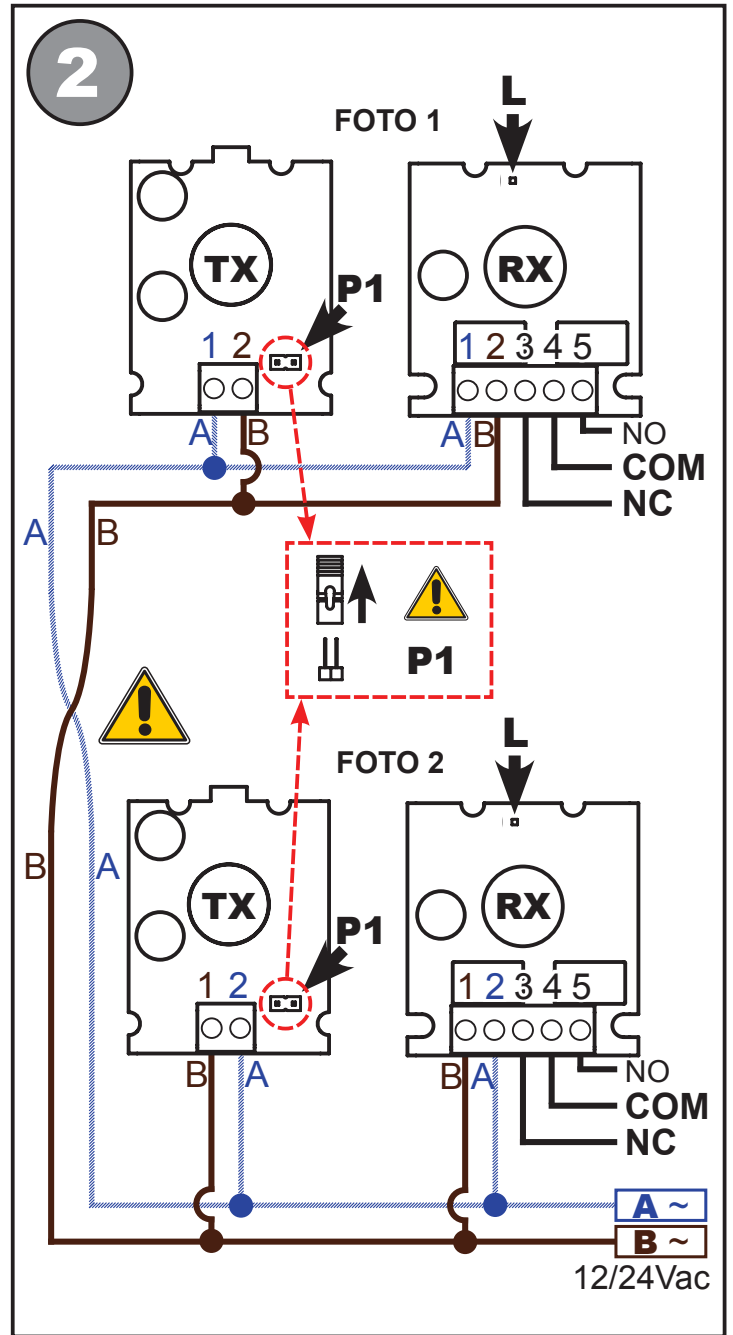 2
FOTO 1
L
TX
RX
P1
1 2
1 2 3 4 5
A B
A B
NO
COM
NC
A B
P1
FOTO 2
L
B A
TX
RX
P1
1 2
1 2 3 4 5
B A
B A
NO
COM
NC
A ~
B ~
12/24Vac